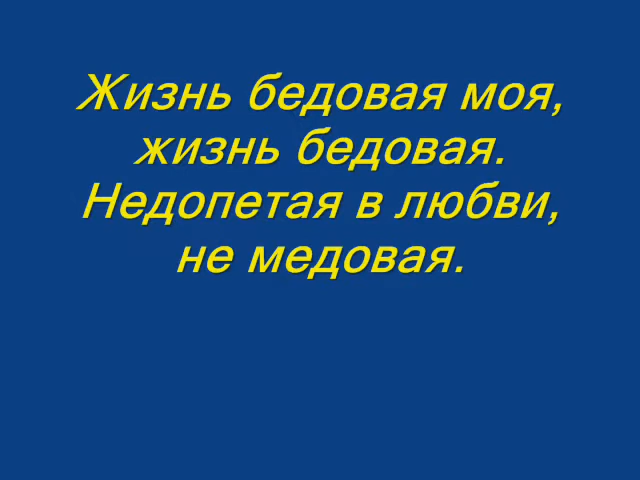 Жизнь бедовая моя,
жизнь бедовая.
Недопетая в любви,
не медовая.